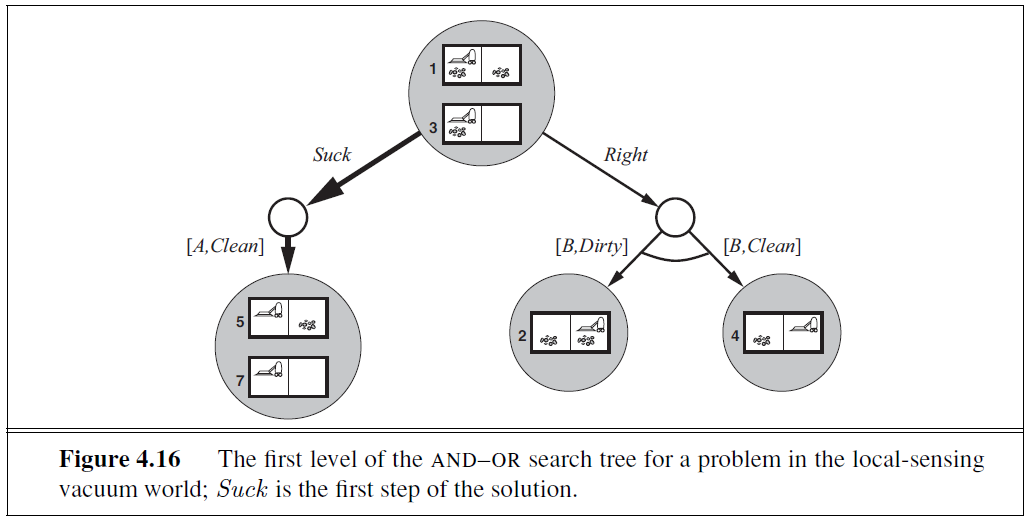 1
3
Suck
Right
[A,Clean]
[B,Dirty]
[B,Clean]
5
7
2
4
Figure 4.16 The first level of the AND–OR search tree for a problem in the local-sensing
vacuum world; Suck is the first step of the solution.